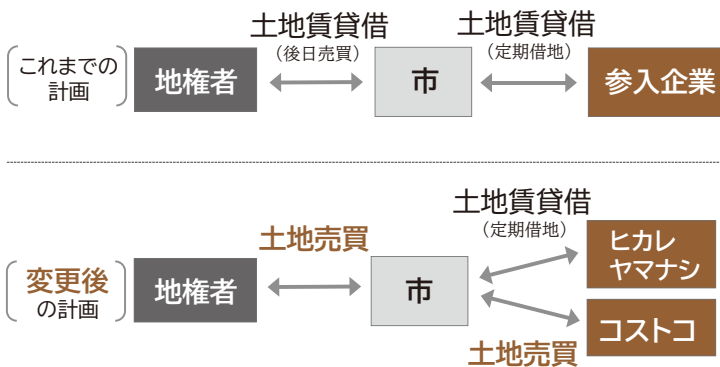 土地賃貸借
（後日売買）
土地賃貸借
（定期借地）
これまでの
計画
地権者
市
参入企業
土地賃貸借
（定期借地）
土地売買
変更後
の計画
地権者
市
ヒカレ
ヤマナシ
コストコ
土地売買